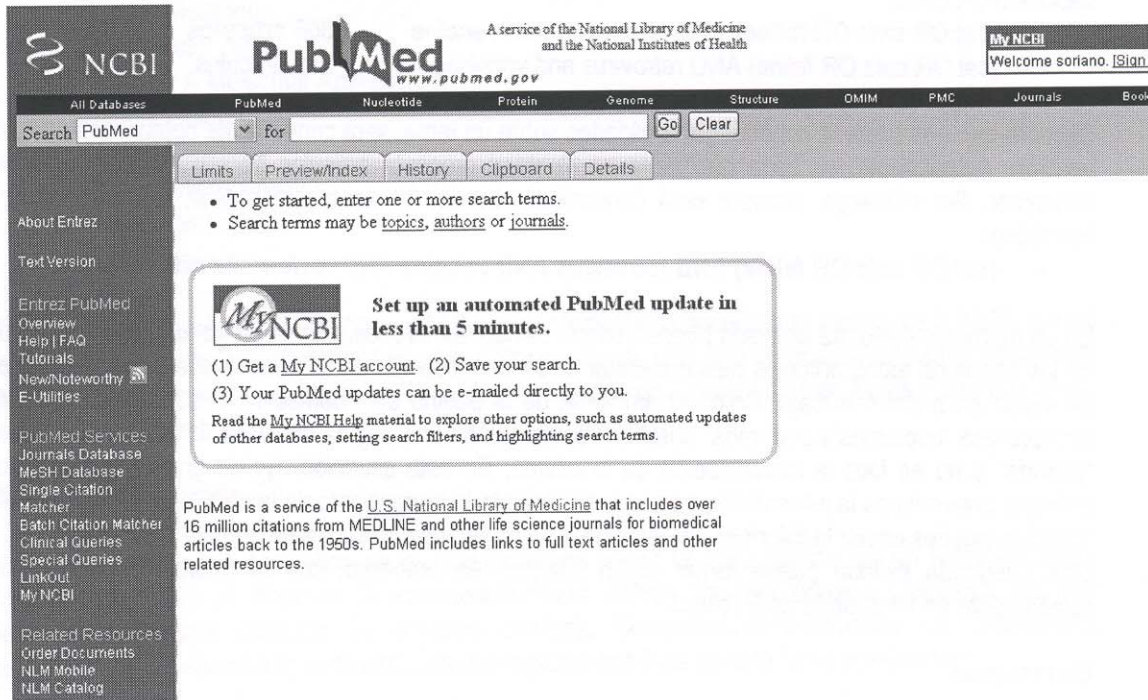 NCBI
PubMed
www.pubmed.gov
A service of the National Library of Medicine
and the National Institutes of Health
My NCBI
Welcome soriano. [Sign
All Databases PubMed Nucleotide Protein Genome Structure OMIM PMC Journals Book
Search PubMed for Go Clear
Limits Preview/Index History Clipboard Details
About Entrez
Text Version
Entrez PubMed
Overview
Help | FAQ
Tutorials
New/Noteworthy
E-Utilities
PubMed Services
Journals Database
MeSH Database
Single Citation
Matcher
Batch Citation Matcher
Clinical Queries
Special Queries
LinkOut
My NCBI
Related Resources
Order Documents
NLM Mobile
NLM Catalog
• To get started, enter one or more search terms.
• Search terms may be topics, authors or journals.
My NCBI
Set up an automated PubMed update in
less than 5 minutes.
(1) Get a My NCBI account. (2) Save your search.
(3) Your PubMed updates can be e-mailed directly to you.
Read the My NCBI Help material to explore other options, such as automated updates
of other databases, setting search filters, and highlighting search terms.
PubMed is a service of the U.S. National Library of Medicine that includes over
16 million citations from MEDLINE and other life science journals for biomedical
articles back to the 1950s. PubMed includes links to full text articles and other
related resources.